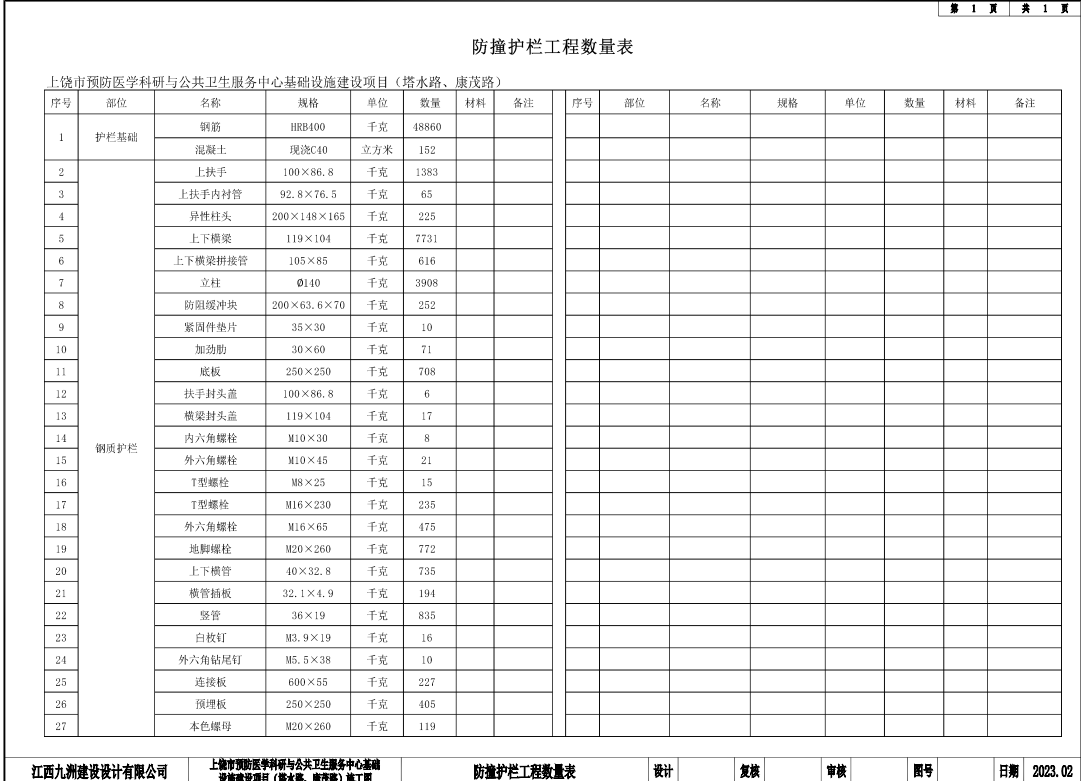 第 1 页 共 1 页
防撞护栏工程数量表
上饶市预防医学科研与公共卫生服务中心基础设施建设项目（塔水路、康茂路）
序号 部位 名称 规格 单位 数量 材料 备注 序号 部位 名称 规格 单位 数量 材料 备注
1 护栏基础 钢筋 HRB400 千克 48860
混凝土 现浇C40 立方米 152
2 上扶手 100×86.8 千克 1383
3 上扶手内衬管 92.8×76.5 千克 65
4 异性柱头 200×148×165 千克 225
5 上下横梁 119×104 千克 7731
6 上下横梁拼接管 105×85 千克 616
7 立柱 Ø140 千克 3908
8 防阻缓冲块 200×63.6×70 千克 252
9 紧固件垫片 35×30 千克 10
10 加劲肋 30×60 千克 71
11 底板 250×250 千克 708
12 扶手封头盖 100×86.8 千克 6
13 横梁封头盖 119×104 千克 17
14 钢质护栏 内六角螺栓 M10×30 千克 8
15 外六角螺栓 M10×45 千克 21
16 T型螺栓 M8×25 千克 15
17 T型螺栓 M16×230 千克 235
18 外六角螺栓 M16×65 千克 475
19 地脚螺栓 M20×260 千克 772
20 上下横管 40×32.8 千克 735
21 横管插板 32.1×4.9 千克 194
22 竖管 36×19 千克 835
23 白枚钉 M3.9×19 千克 16
24 外六角钻尾钉 M5.5×38 千克 10
25 连接板 600×55 千克 227
26 预埋板 250×250 千克 405
27 本色螺母 M20×260 千克 119
江西九洲建设设计有限公司 上饶市预防医学科研与公共卫生服务中心基础
设施建设项目（塔水路、康茂路）施工图 防撞护栏工程数量表 设计 复核 审核 图号 日期 2023.02